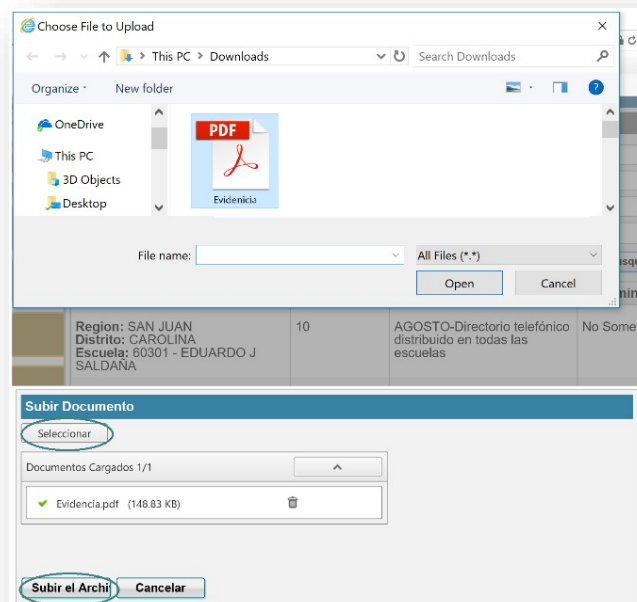 Choose File to Upload
This PC > Downloads
Search Downloads
Organize
New folder
OneDrive
This PC
3D Objects
Desktop
PDF
Evidenicia
File name:
All Files (*.*)
Open
Cancel
Region: SAN JUAN
Distrito: CAROLINA
Escuela: 60301 - EDUARDO J
SALDAÑA
10
AGOSTO-Directorio telefónico
distribuido en todas las
escuelas
No Some
Subir Documento
Seleccionar
Documentos Cargados 1/1
Evidencia.pdf (148.83 KB)
Subir el Archi
Cancelar